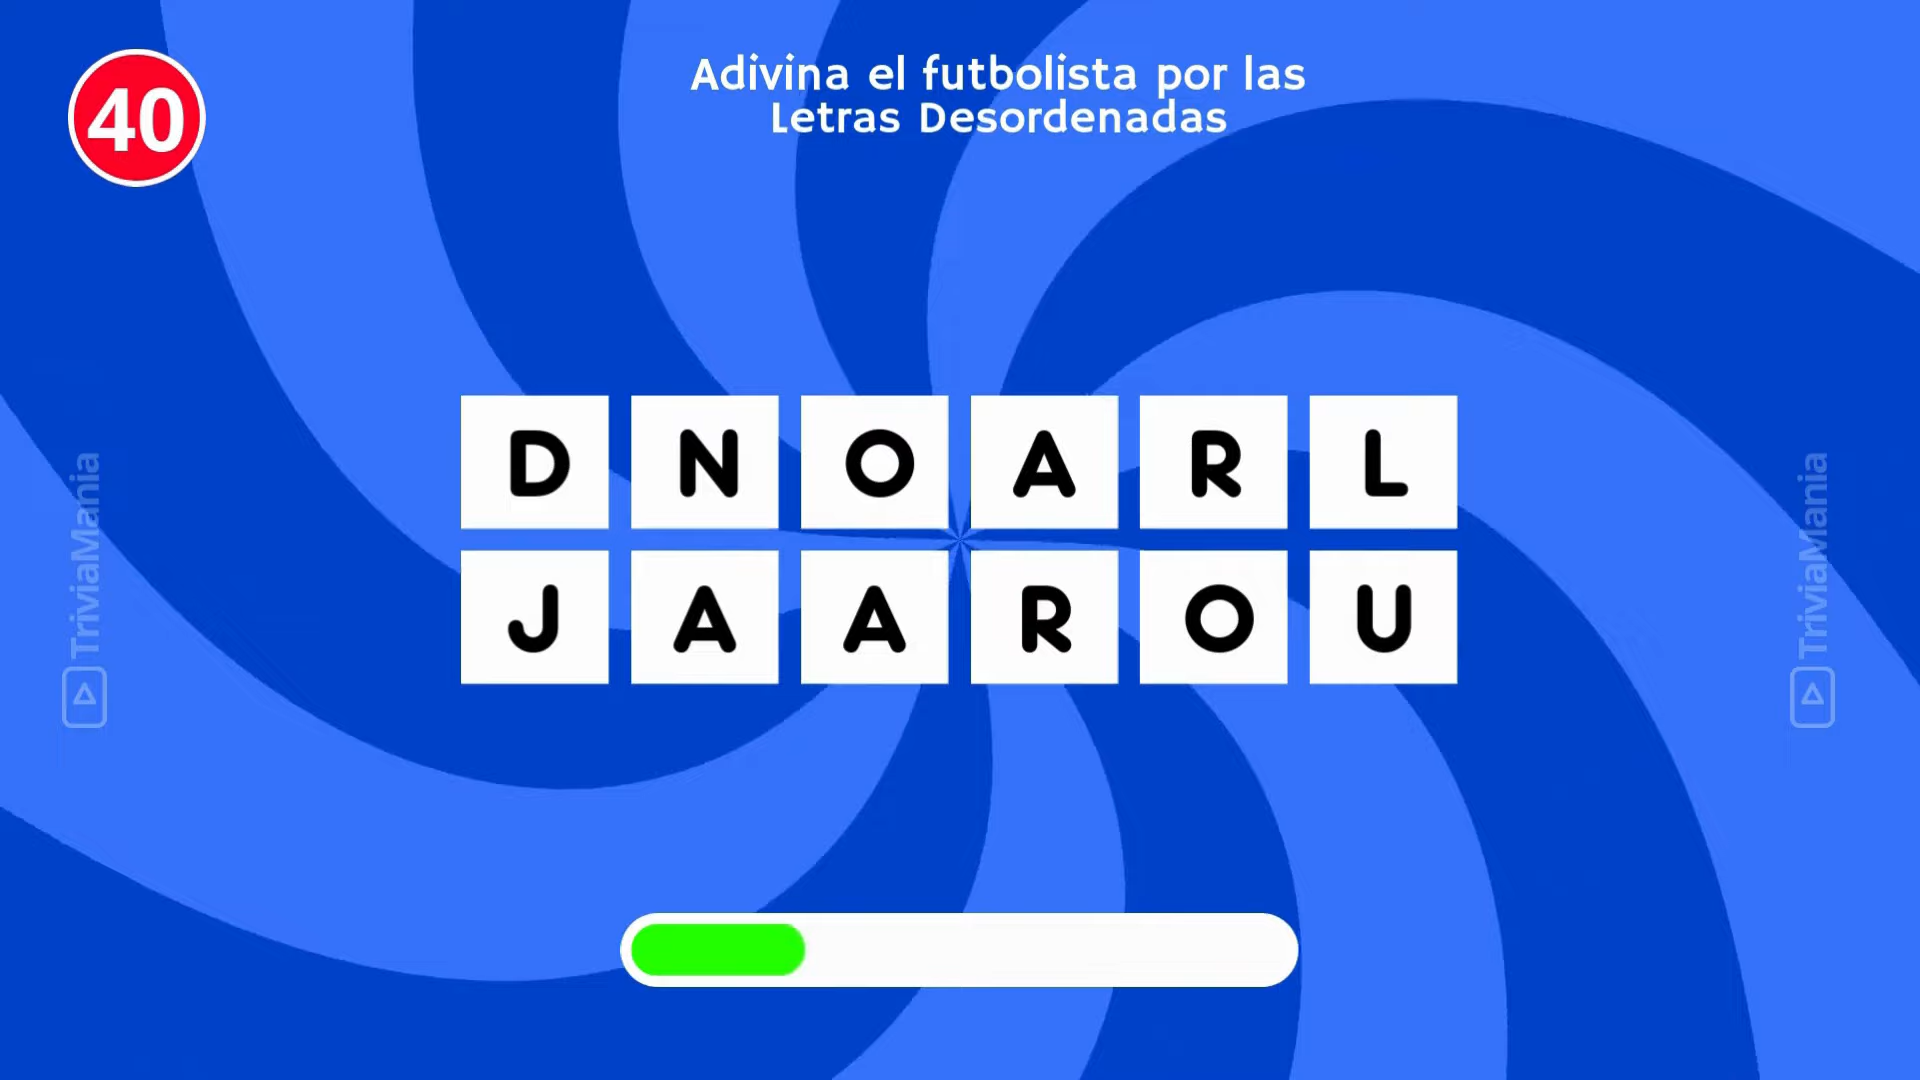 40
Adivina el futbolista por las
Letras Desordenadas
D N O A R L
J A A R O U
TriviaMania
TriviaMania